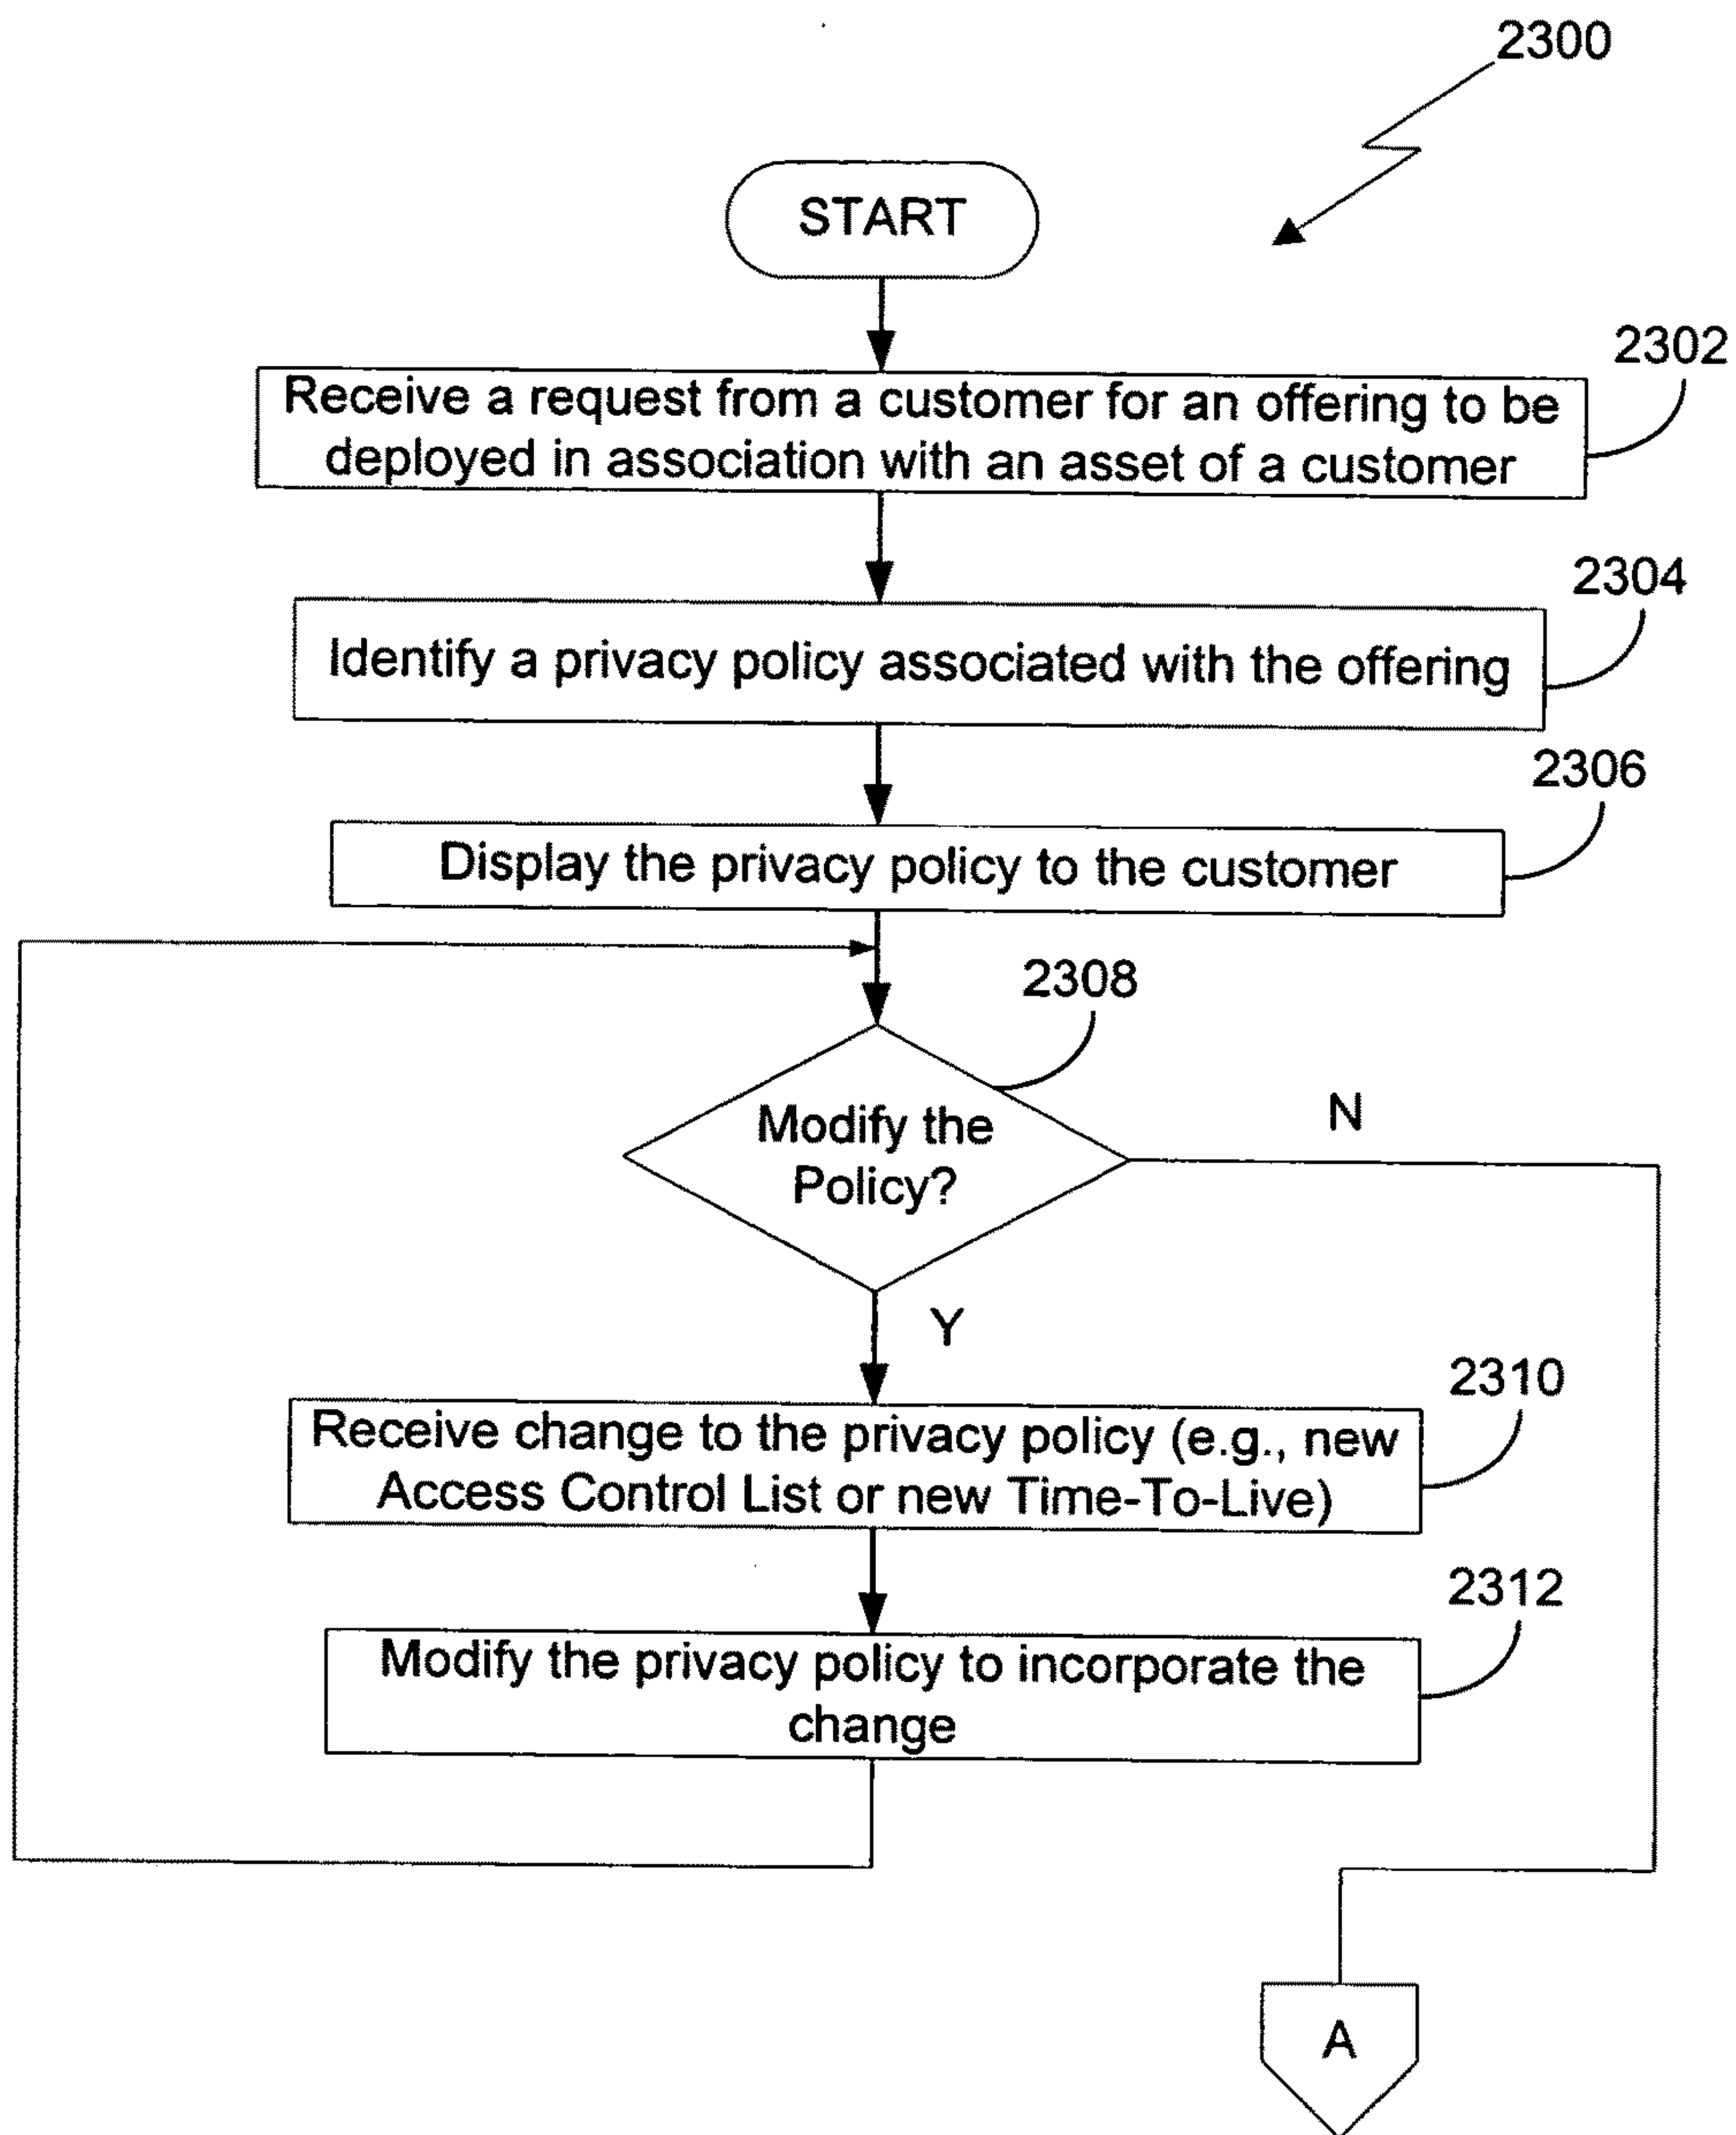 2300
START
2302
Receive a request from a customer for an offering to be
deployed in association with an asset of a customer
2304
Identify a privacy policy associated with the offering
2306
Display the privacy policy to the customer
2308
Modify the
Policy?
N
Y
2310
Receive change to the privacy policy (e.g., new
Access Control List or new Time-To-Live)
2312
Modify the privacy policy to incorporate the
change
A